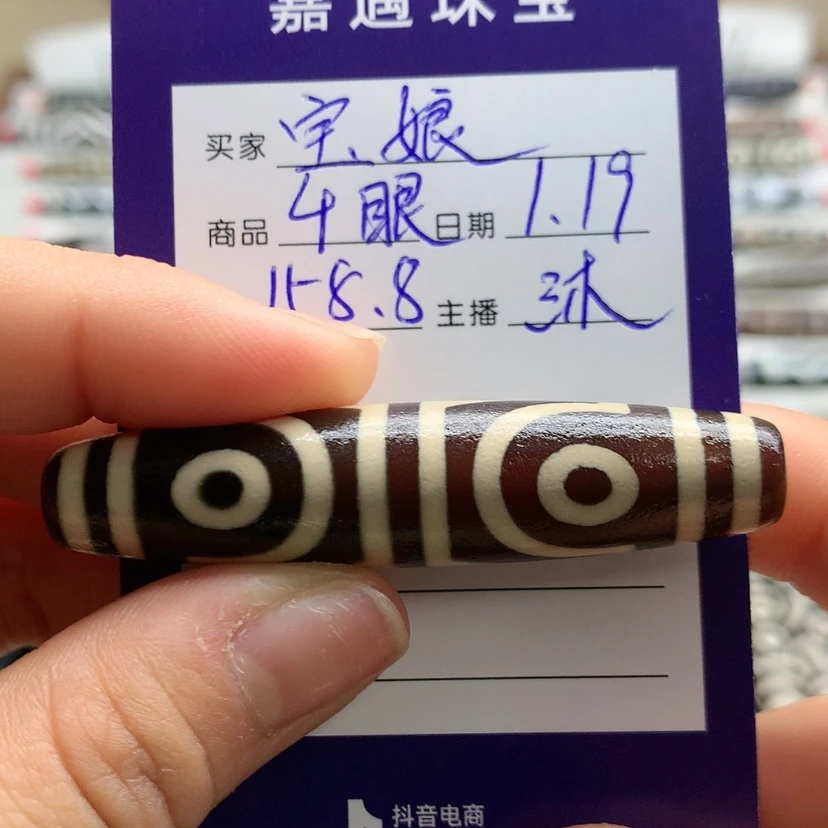 嘉遇珠宝
买家 宝、娘
商品 4眼 日期 1.19
158.8 主播 沐
抖音电商